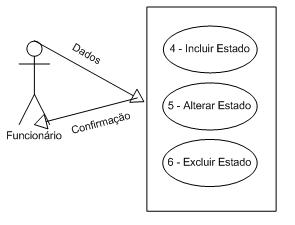 Dados
4 - Incluir Estado
5 - Alterar Estado
Confirmação
Funcionário
6 - Excluir Estado